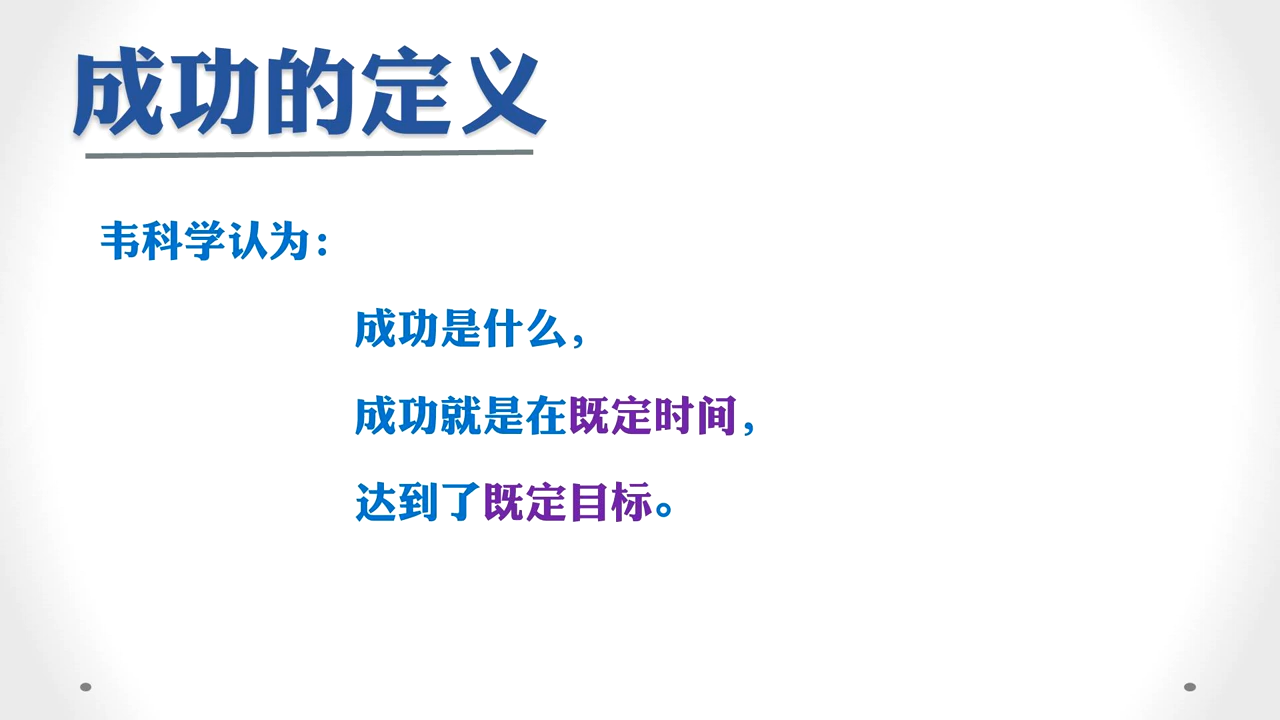 成功的定义
韦科学认为：
成功是什么，
成功就是在既定时间，
达到了既定目标。